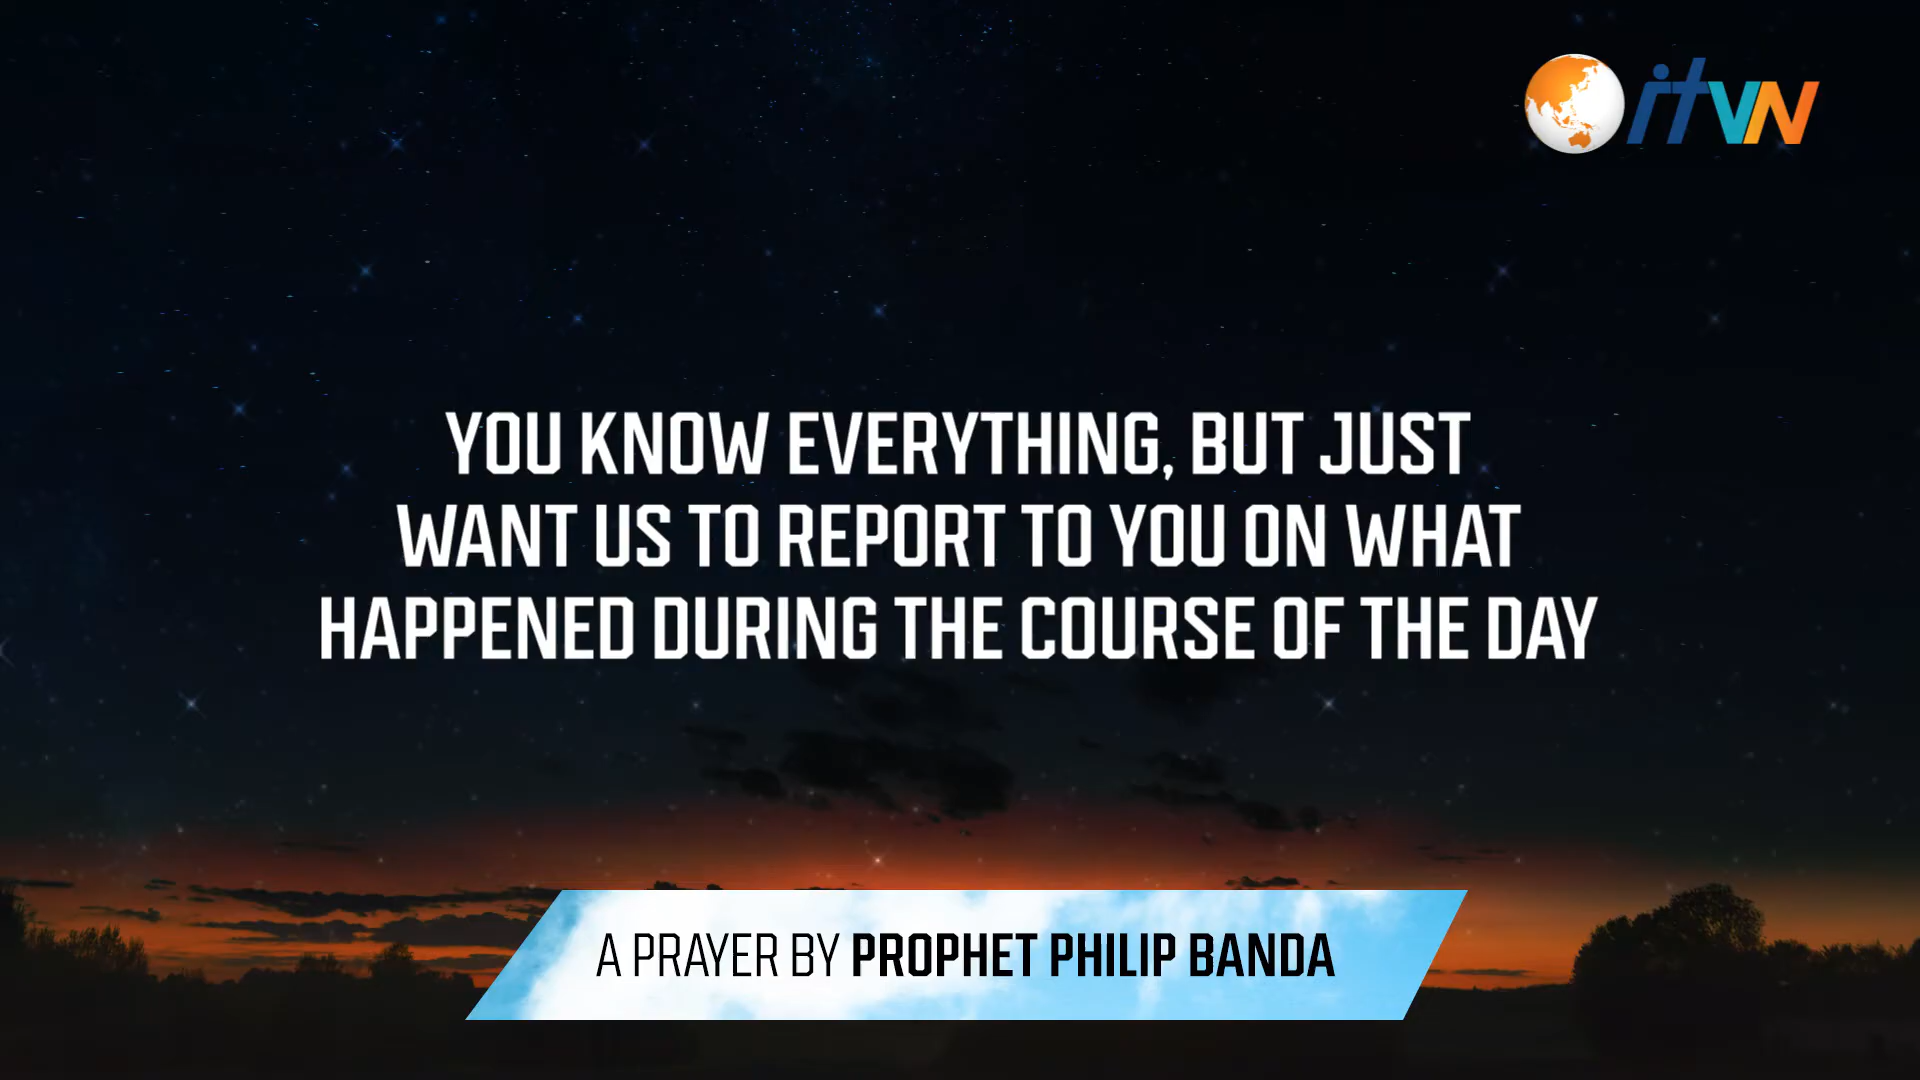 itVN
YOU KNOW EVERYTHING, BUT JUST
WANT US TO REPORT TO YOU ON WHAT
HAPPENED DURING THE COURSE OF THE DAY
A PRAYER BY PROPHET PHILIP BANDA